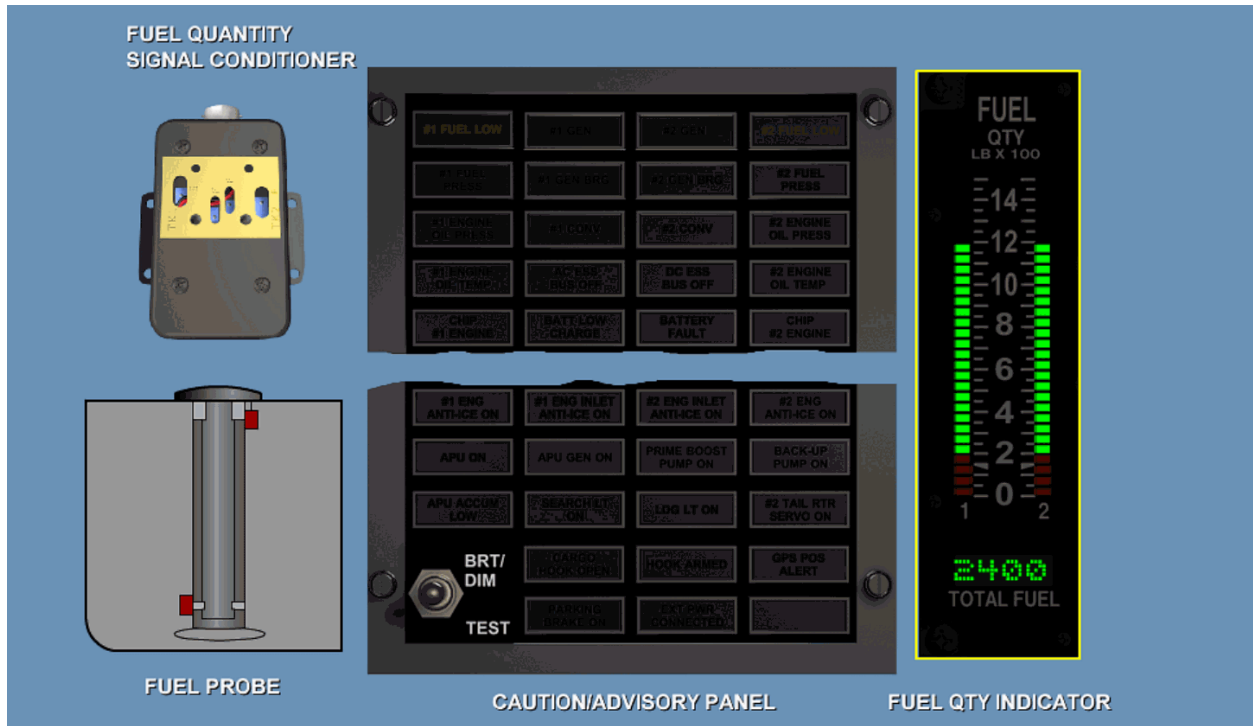 FUEL QUANTITY
SIGNAL CONDITIONER
#1 FUEL LOW
#1 GEN
#2 GEN
#2 FUEL LOW
#1 FUEL
PRESS
#1 GEN BRG
#2 GEN BRG
#2 FUEL
PRESS
#1 ENGINE
OIL PRESS
#1 CONV
#2 CONV
#2 ENGINE
OIL PRESS
#1 ENGINE
OIL TEMP
AC ESS
BUS OFF
DC ESS
BUS OFF
#2 ENGINE
OIL TEMP
CHIP
#1 ENGINE
BATT LOW
CHARGE
BATTERY
FAULT
CHIP
#2 ENGINE
#1 ENG
ANTI-ICE ON
#1 ENG INLET
ANTI-ICE ON
#2 ENG INLET
ANTI-ICE ON
#2 ENG
ANTI-ICE ON
APU ON
APU GEN ON
PRIME BOOST
PUMP ON
BACK-UP
PUMP ON
APU ACCUM
LOW
SEARCH LT
ON
LDG LT ON
#2 TAIL RTR
SERVO ON
CARGO
HOOK OPEN
HOOK ARMED
GPS POS
ALERT
PARKING
BRAKE ON
EXT PWR
CONNECTED
BRT/
DIM
TEST
FUEL
QTY
LB X 100
14
12
10
8
6
4
2
0
1 2
2400
TOTAL FUEL
FUEL PROBE
CAUTION/ADVISORY PANEL
FUEL QTY INDICATOR